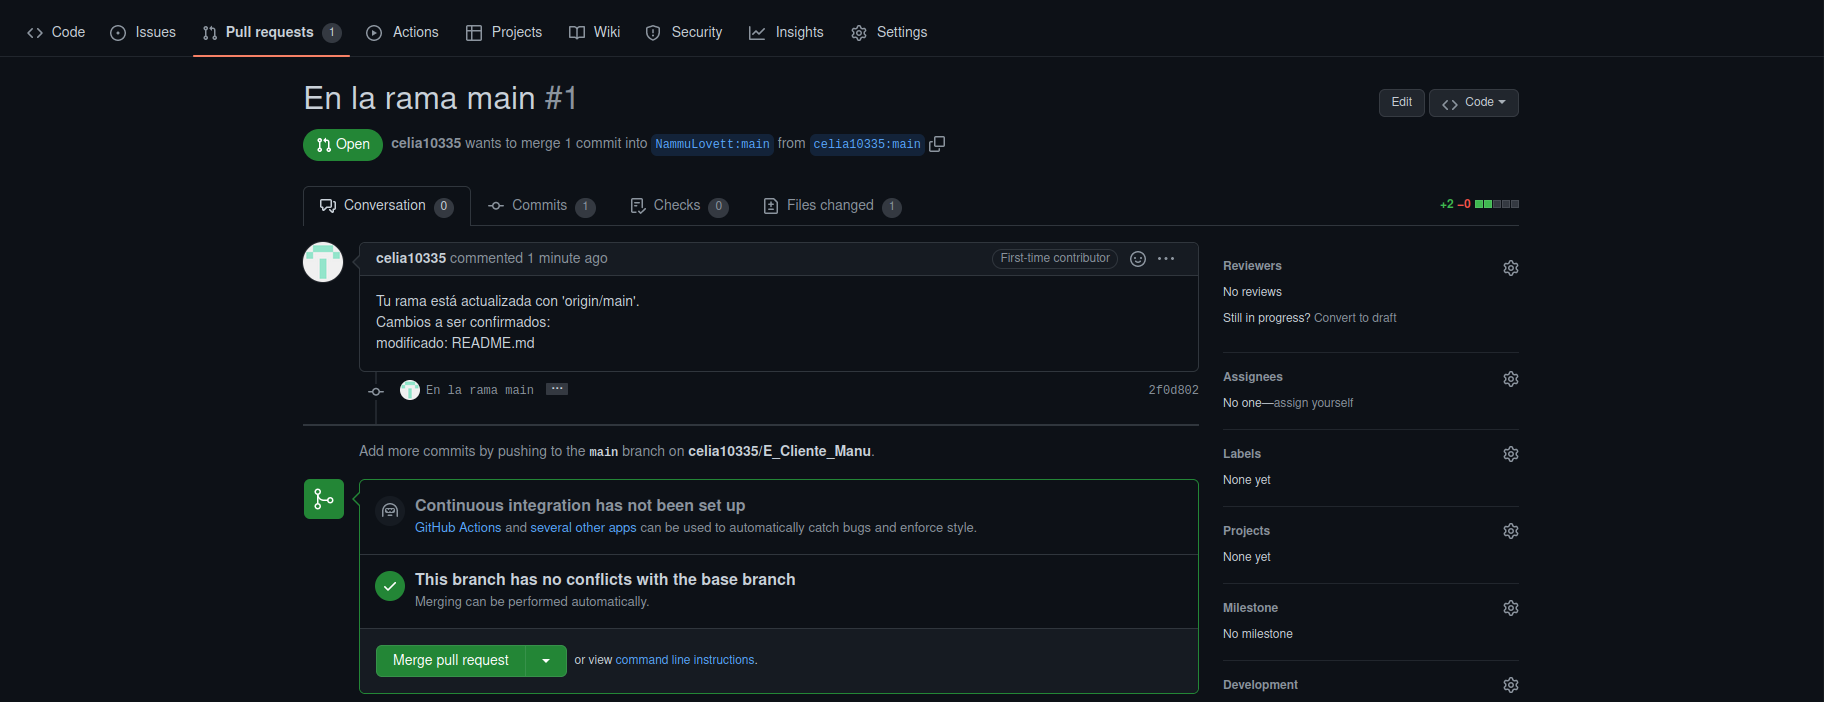 Code Issues Pull requests 1 Actions Projects Wiki Security Insights Settings
En la rama main #1
Edit Code
Open celia10335 wants to merge 1 commit into NammuLovett:main from celia10335:main
Conversation 0 Commits 1 Checks 0 Files changed 1
+2 −0
celia10335 commented 1 minute ago First-time contributor
Tu rama está actualizada con 'origin/main'.
Cambios a ser confirmados:
modificado: README.md
En la rama main 2f0d802
Add more commits by pushing to the main branch on celia10335/E_Cliente_Manu.
Continuous integration has not been set up
GitHub Actions and several other apps can be used to automatically catch bugs and enforce style.
This branch has no conflicts with the base branch
Merging can be performed automatically.
Merge pull request or view command line instructions.
Reviewers
No reviews
Still in progress? Convert to draft
Assignees
No one—assign yourself
Labels
None yet
Projects
None yet
Milestone
No milestone
Development